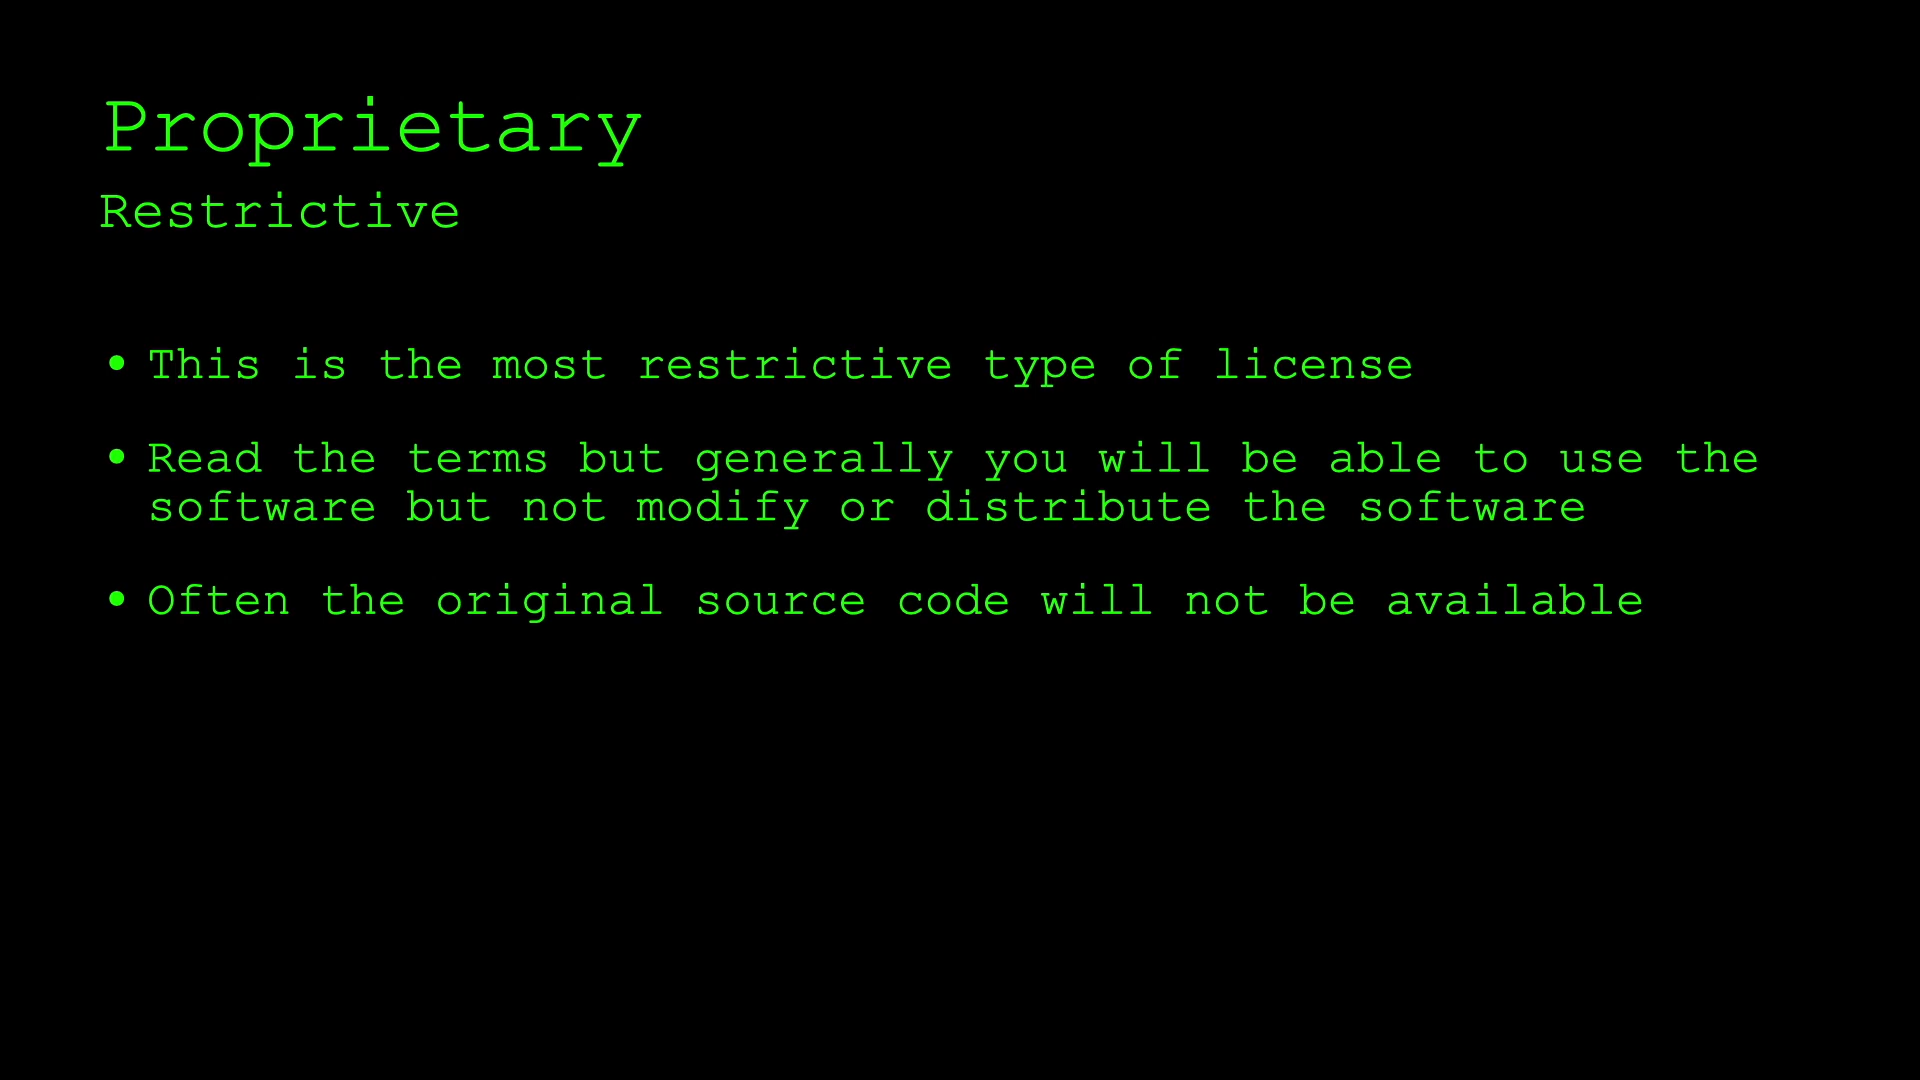 Proprietary
Restrictive
• This is the most restrictive type of license
• Read the terms but generally you will be able to use the
software but not modify or distribute the software
• Often the original source code will not be available